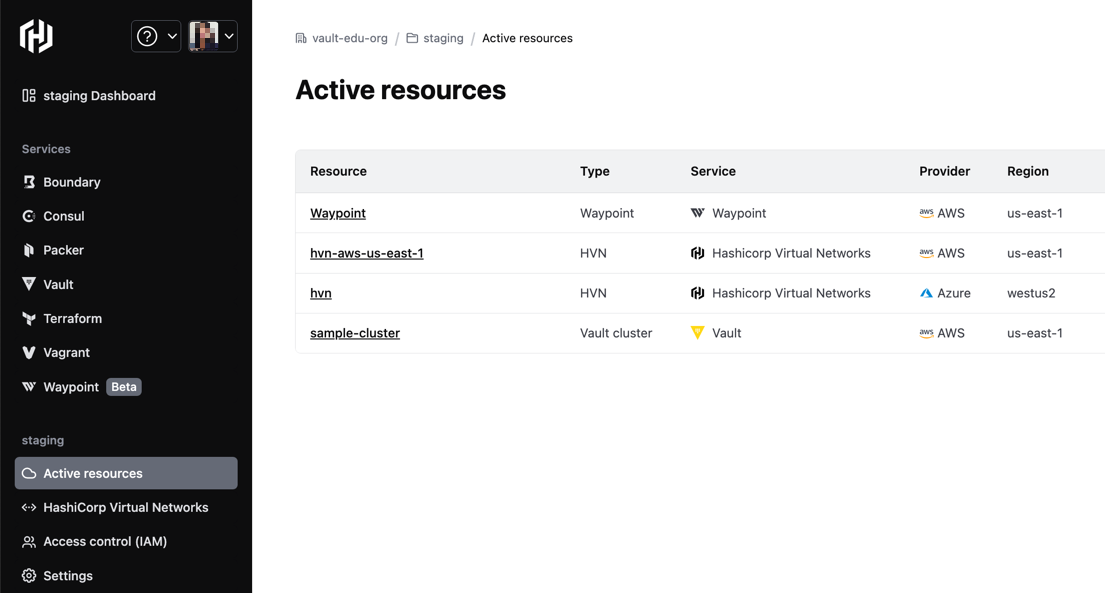 vault-edu-org / staging / Active resources
staging Dashboard
Services
Boundary
Consul
Packer
Vault
Terraform
Vagrant
Waypoint Beta
staging
Active resources
HashiCorp Virtual Networks
Access control (IAM)
Settings
Active resources
Resource Type Service Provider Region
Waypoint Waypoint Waypoint aws AWS us-east-1
hvn-aws-us-east-1 HVN Hashicorp Virtual Networks aws AWS us-east-1
hvn HVN Hashicorp Virtual Networks Azure westus2
sample-cluster Vault cluster Vault aws AWS us-east-1